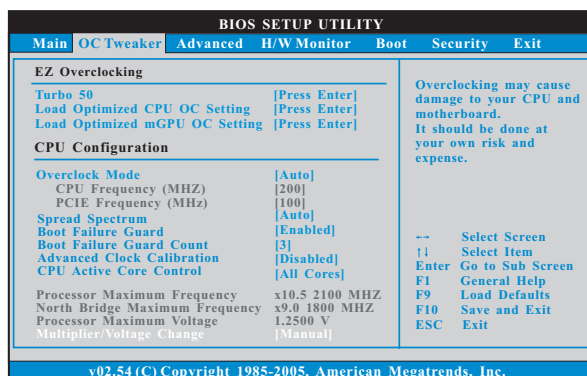 BIOS SETUP UTILITY
Main OC Tweaker Advanced H/W Monitor Boot Security Exit
EZ Overclocking
Turbo 50 [Press Enter]
Load Optimized CPU OC Setting [Press Enter]
Load Optimized mGPU OC Setting [Press Enter]
CPU Configuration
Overclock Mode [Auto]
CPU Frequency (MHZ) [200]
PCIE Frequency (MHz) [100]
Spread Spectrum [Auto]
Boot Failure Guard [Enabled]
Boot Failure Guard Count [3]
Advanced Clock Calibration [Disabled]
CPU Active Core Control [All Cores]
Processor Maximum Frequency x10.5 2100 MHZ
North Bridge Maximum Frequency x9.0 1800 MHZ
Processor Maximum Voltage 1.2500 V
Multiplier/Voltage Change [Manual]
Overclocking may cause
damage to your CPU and
motherboard.
It should be done at
your own risk and
expense.
←→ Select Screen
↑↓ Select Item
Enter Go to Sub Screen
F1 General Help
F9 Load Defaults
F10 Save and Exit
ESC Exit
v02.54 (C) Copyright 1985-2005, American Megatrends, Inc.